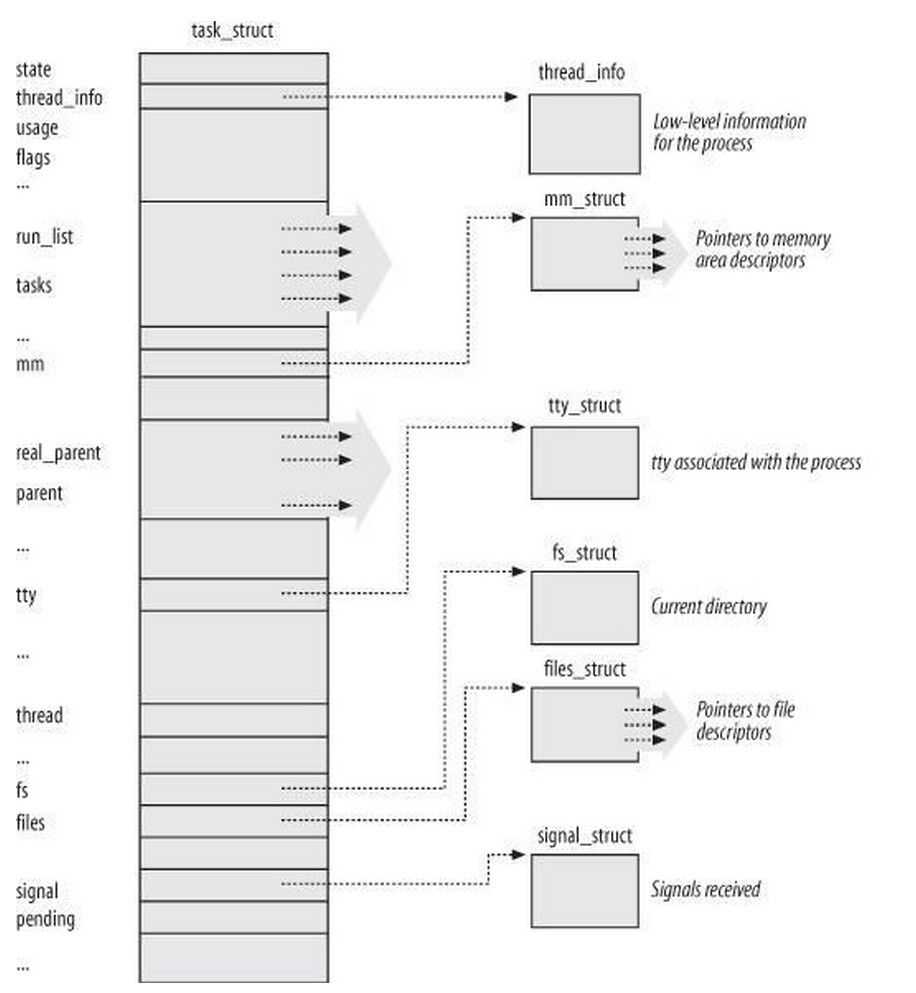 task_struct
state
thread_info
usage
flags
...
run_list
tasks
...
mm
real_parent
parent
...
tty
...
thread
...
fs
files
signal
pending
...
thread_info
Low-level information
for the process
mm_struct
Pointers to memory
area descriptors
tty_struct
tty associated with the process
fs_struct
Current directory
files_struct
Pointers to file
descriptors
signal_struct
Signals received